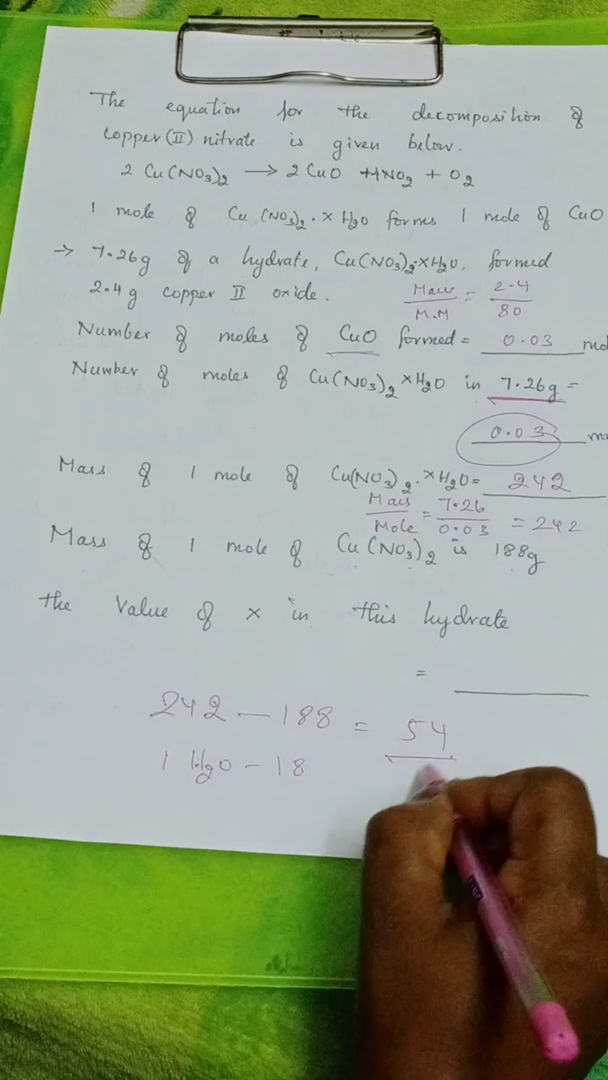 The equation for the decomposition of
copper (II) nitrate is given below.
2 Cu(NO3)2 → 2 CuO +4NO2 + O2
1 mole of Cu(NO3)2 · x H2O forms 1 mole of CuO
→ 7.26g of a hydrate, Cu(NO3)2·xH2O, formed
2.4g copper II oxide. Mass/M.M = 2.4/80
Number of moles of CuO formed = 0.03 mo
Number of moles of Cu(NO3)2 xH2O in 7.26g =
0.03 mo
Mass of 1 mole of Cu(NO3)2 · xH2O = 242
Mass/Mole = 7.26/0.03 = 242
Mass of 1 mole of Cu(NO3)2 is 188g
the value of x in this hydrate
=
242 — 188 = 54
1 H2O - 18